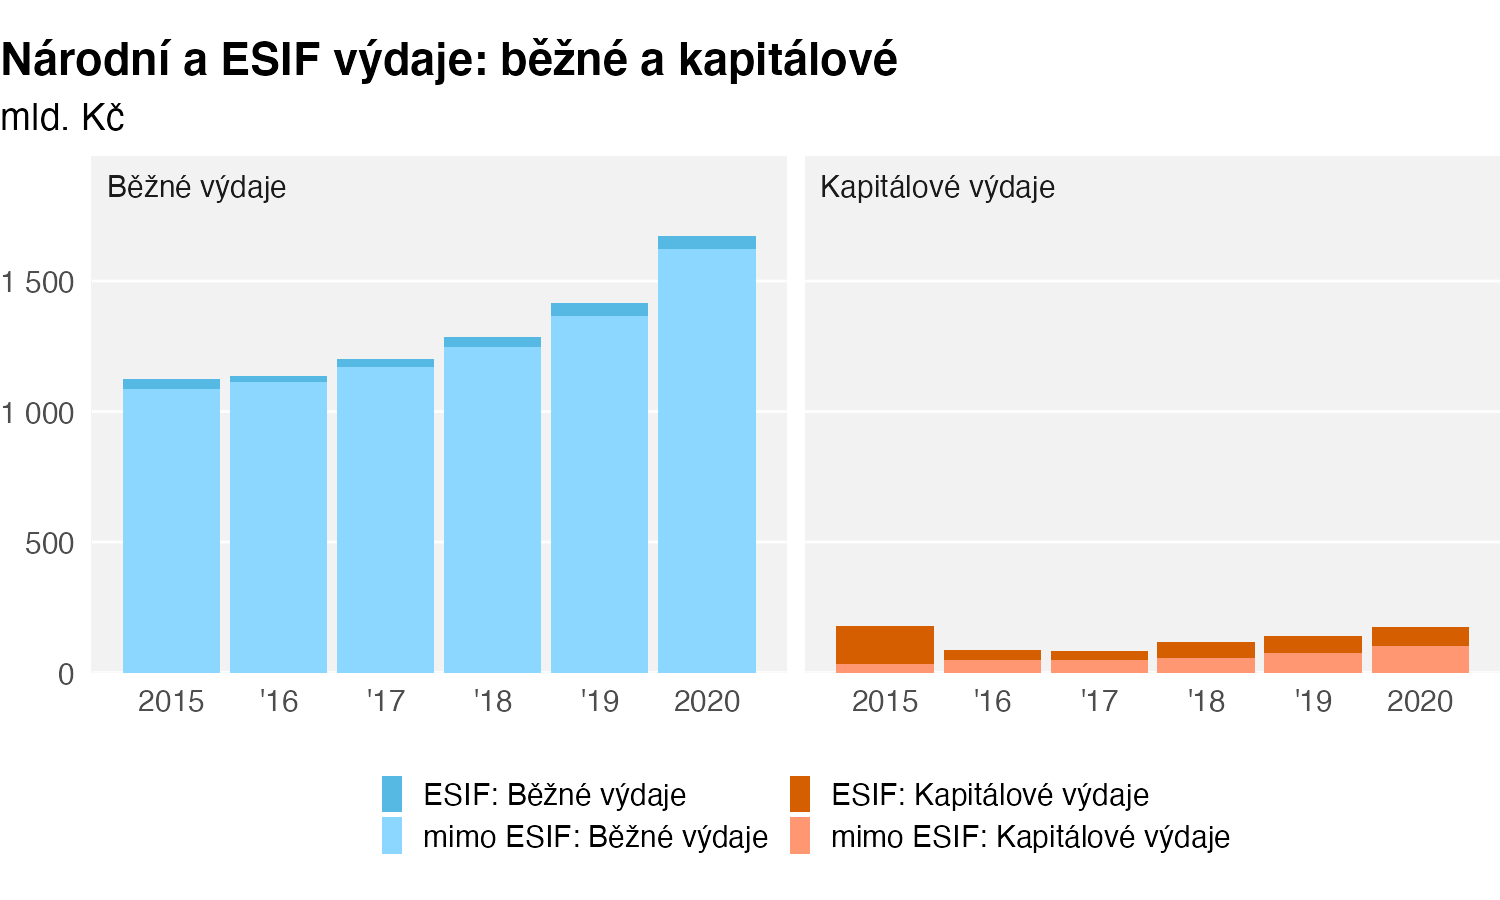 Národní a ESIF výdaje: běžné a kapitálové
mld. Kč
Běžné výdaje
Kapitálové výdaje
1 500
1 000
500
0
2015 '16 '17 '18 '19 2020
2015 '16 '17 '18 '19 2020
ESIF: Běžné výdaje
mimo ESIF: Běžné výdaje
ESIF: Kapitálové výdaje
mimo ESIF: Kapitálové výdaje